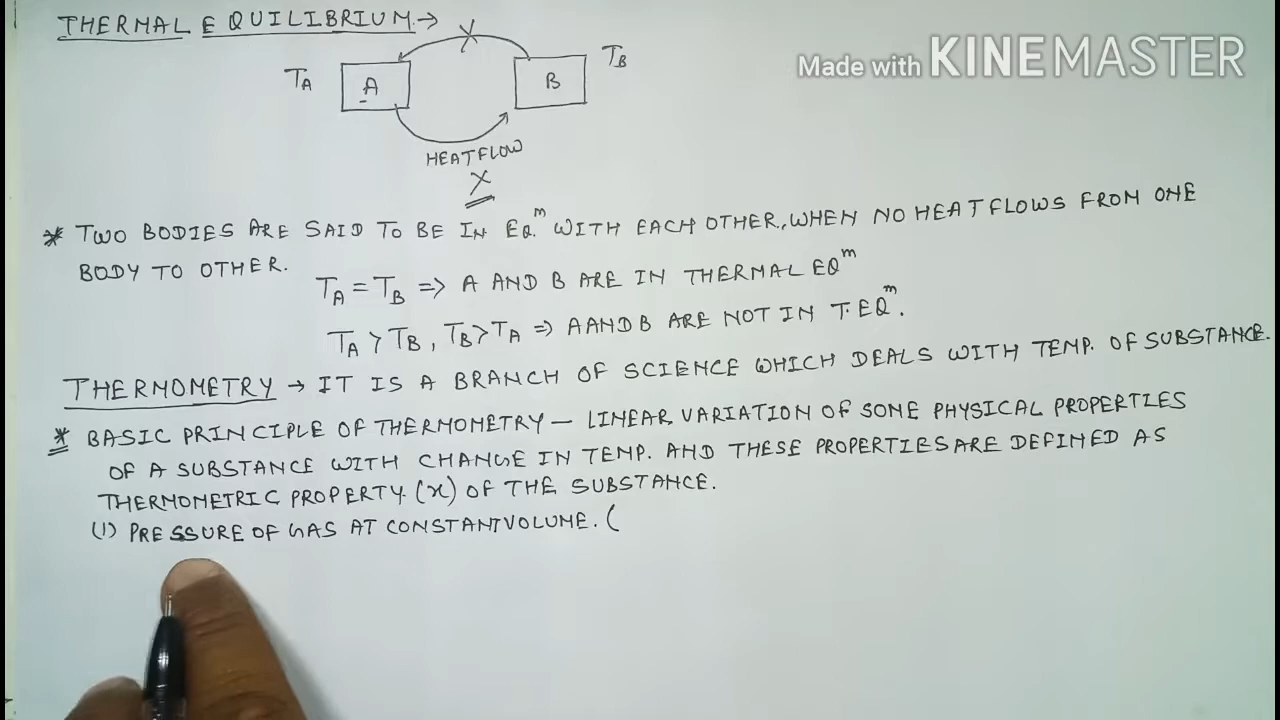 THERMAL EQUILIBRIUM →
Made with KINEMASTER
TA A B TB
HEAT FLOW
X
* TWO BODIES ARE SAID TO BE IN EQ.ᵐ WITH EACH OTHER, WHEN NO HEAT FLOWS FROM ONE
BODY TO OTHER.
TA = TB => A AND B ARE IN THERMAL EQᵐ
TA > TB, TB > TA => A AND B ARE NOT IN T. EQᵐ.
THERMOMETRY → IT IS A BRANCH OF SCIENCE WHICH DEALS WITH TEMP. OF SUBSTANCE.
* BASIC PRINCIPLE OF THERMOMETRY — LINEAR VARIATION OF SOME PHYSICAL PROPERTIES
OF A SUBSTANCE WITH CHANGE IN TEMP. AND THESE PROPERTIES ARE DEFINED AS
THERMOMETRIC PROPERTY. (x) OF THE SUBSTANCE.
(1) PRESSURE OF GAS AT CONSTANT VOLUME. (